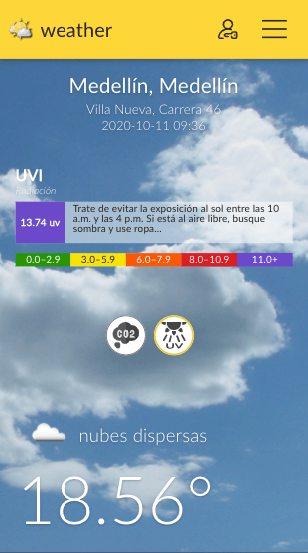 weather
Medellín, Medellín
Villa Nueva, Carrera 46
2020-10-11 09:36
UVI
Radiación
13.74 uv
Trate de evitar la exposición al sol entre las 10
a.m. y las 4 p.m. Si está al aire libre, busque
sombra y use ropa...
0.0–2.9 3.0–5.9 6.0–7.9 8.0–10.9 11.0+
CO2
UV
nubes dispersas
18.56°